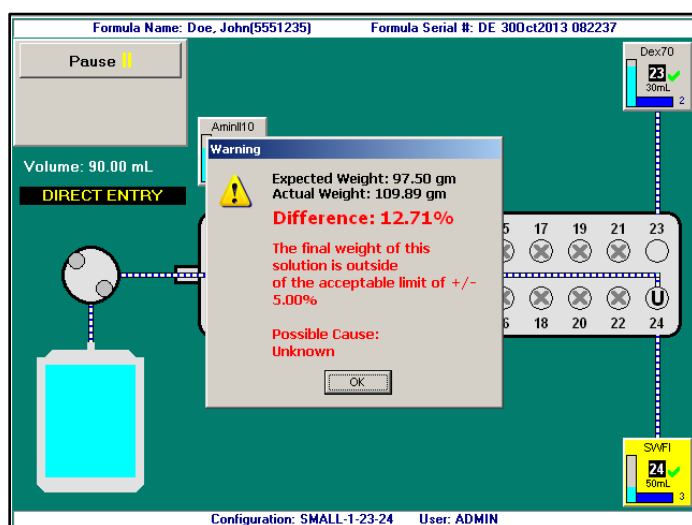 Formula Name: Doe, John(5551235) Formula Serial #: DE 30Oct2013 082237
Pause
Dex70
23
30mL
2
AminII10
Volume: 90.00 mL
DIRECT ENTRY
Warning
Expected Weight: 97.50 gm
Actual Weight: 109.89 gm
Difference: 12.71%
The final weight of this
solution is outside
of the acceptable limit of +/-
5.00%
Possible Cause:
Unknown
OK
17 19 21 23
U
18 20 22 24
SWFI
24
50mL
3
Configuration: SMALL-1-23-24 User: ADMIN